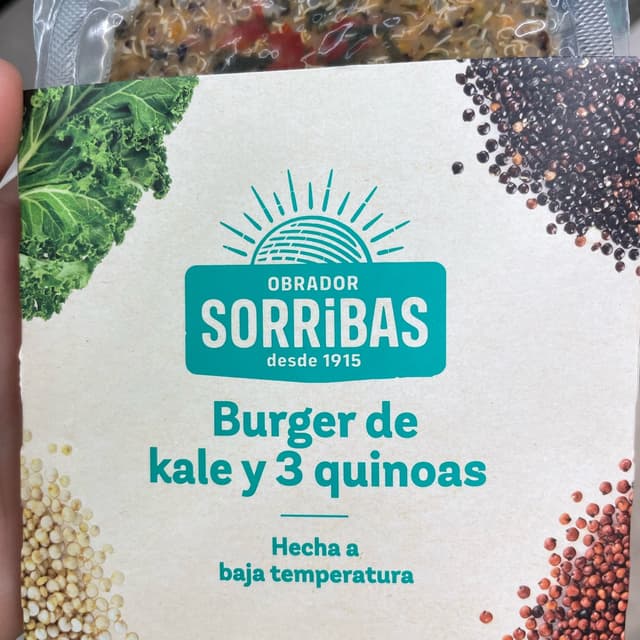 OBRADOR
SORRiBAS
desde 1915
Burger de
kale y 3 quinoas
Hecha a
baja temperatura